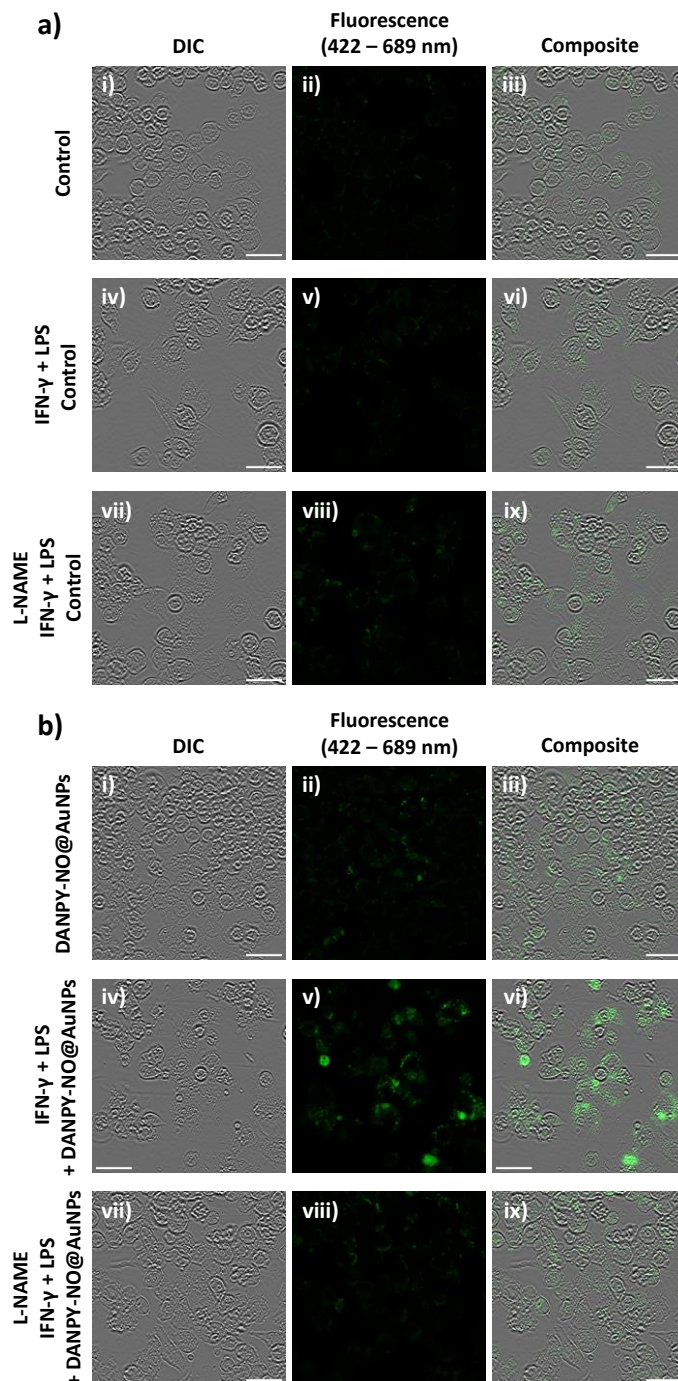 a)
DIC
Fluorescence
(422 – 689 nm)
Composite
Control
i)
ii)
iii)
IFN-γ + LPS
Control
iv)
v)
vi)
L-NAME
IFN-γ + LPS
Control
vii)
viii)
ix)
b)
DIC
Fluorescence
(422 – 689 nm)
Composite
DANPY-NO@AuNPs
i)
ii)
iii)
IFN-γ + LPS
+ DANPY-NO@AuNPs
iv)
v)
vi)
L-NAME
IFN-γ + LPS
+ DANPY-NO@AuNPs
vii)
viii)
ix)